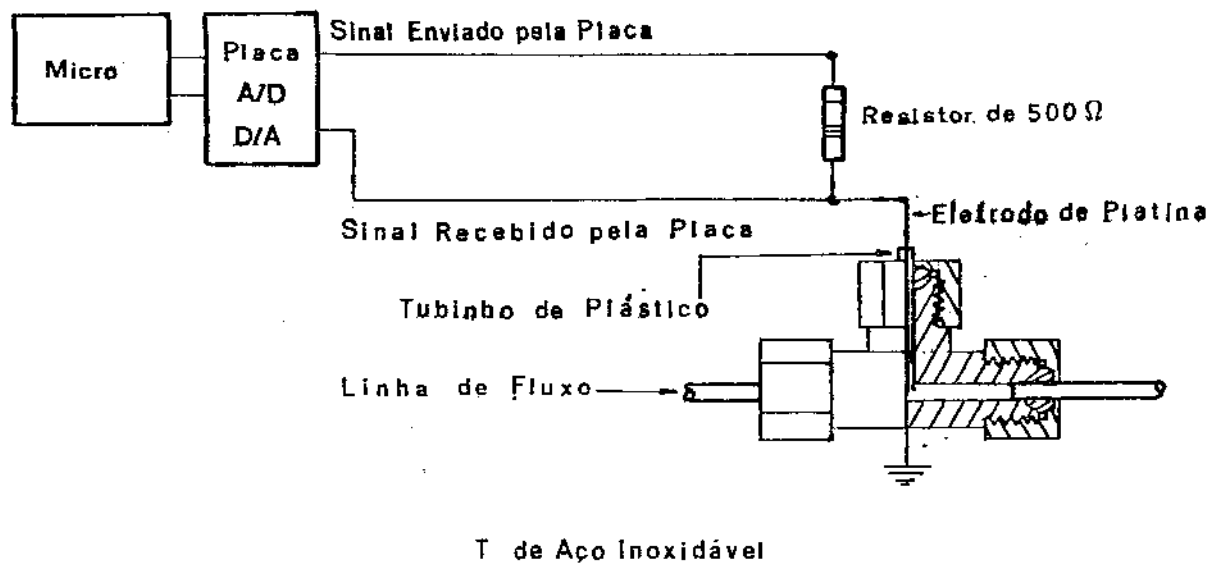 Sinal Enviado pela Placa
Micro
Placa
A/D
D/A
Resistor de 500 Ω
Eletrodo de Platina
Sinal Recebido pela Placa
Tubinho de Plástico
Linha de Fluxo
T de Aço Inoxidável